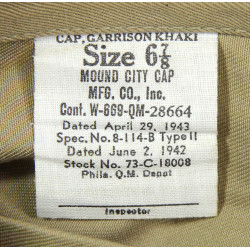 CAP, GARRISON KHAKI
Size 6⅞
MOUND CITY CAP
MFG. CO., Inc.
Cont. W-669-QM-28664
Dated April 29, 1943
Spec. No. 8-114-B Type II
Dated June 2, 1942
Stock No. 73-C-18008
Phila. Q.M. Depot
Inspector